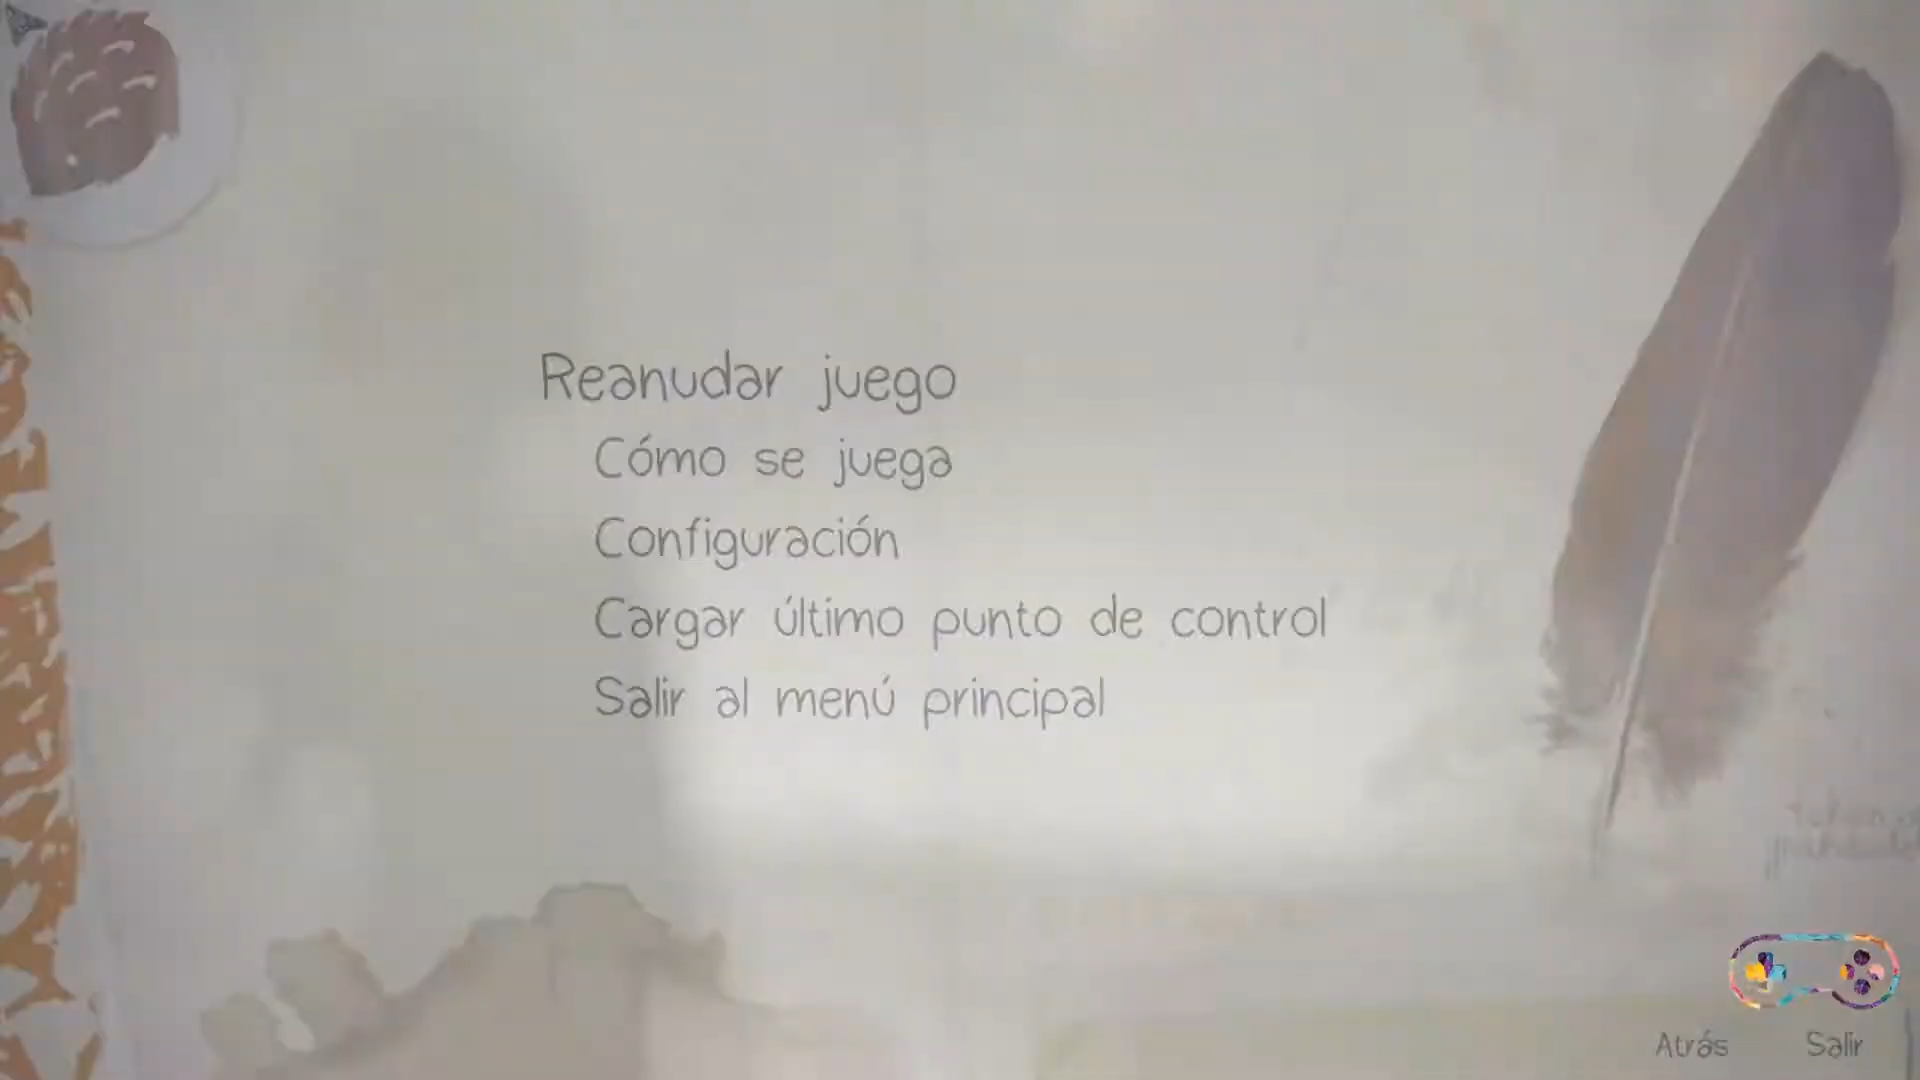 Reanudar juego
Cómo se juega
Configuración
Cargar último punto de control
Salir al menú principal
Atrás Salir